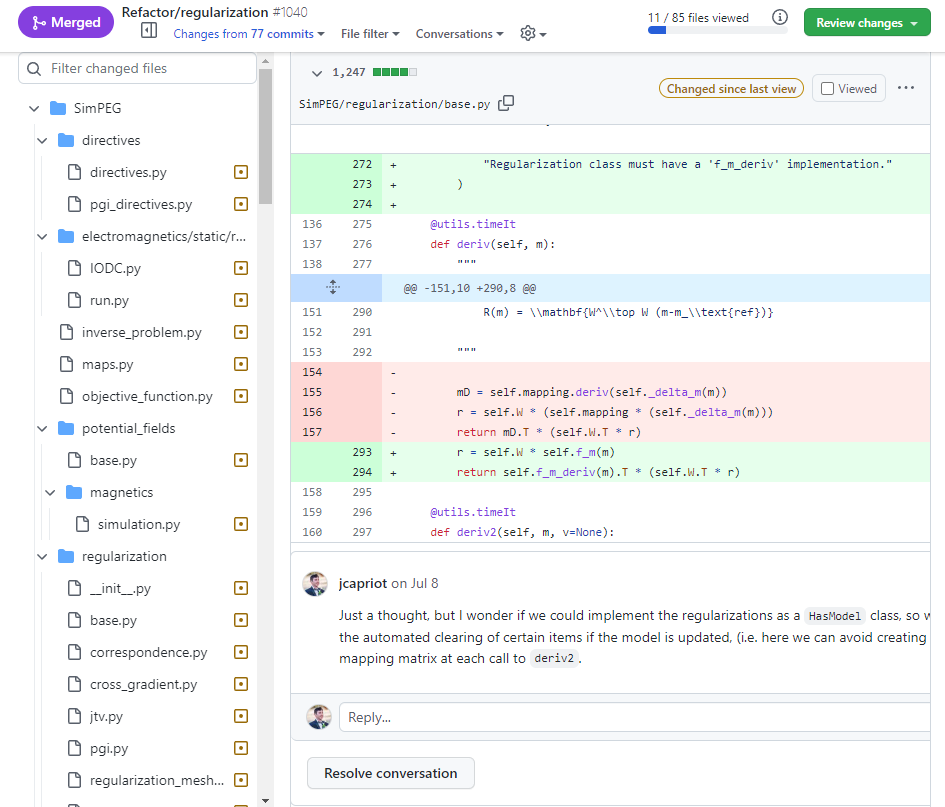 Merged
Refactor/regularization #1040
Changes from 77 commits
File filter
Conversations
11 / 85 files viewed
Review changes
Filter changed files
SimPEG
directives
directives.py
pgi_directives.py
electromagnetics/static/r...
IODC.py
run.py
inverse_problem.py
maps.py
objective_function.py
potential_fields
base.py
magnetics
simulation.py
regularization
__init__.py
base.py
correspondence.py
cross_gradient.py
jtv.py
pgi.py
regularization_mesh...
1,247
SimPEG/regularization/base.py
Changed since last view
Viewed
272 + "Regularization class must have a 'f_m_deriv' implementation."
273 + )
274 +
136 275 @utils.timeIt
137 276 def deriv(self, m):
138 277 """
@@ -151,10 +290,8 @@
151 290 R(m) = \\mathbf{W^\\top W (m-m_\\text{ref})}
152 291
153 292 """
154 -
155 - mD = self.mapping.deriv(self._delta_m(m))
156 - r = self.W * (self.mapping * (self._delta_m(m)))
157 - return mD.T * (self.W.T * r)
293 + r = self.W * self.f_m(m)
294 + return self.f_m_deriv(m).T * (self.W.T * r)
158 295
159 296 @utils.timeIt
160 297 def deriv2(self, m, v=None):
jcapriot on Jul 8
Just a thought, but I wonder if we could implement the regularizations as a HasModel class, so
the automated clearing of certain items if the model is updated, (i.e. here we can avoid creating
mapping matrix at each call to deriv2.
Reply...
Resolve conversation